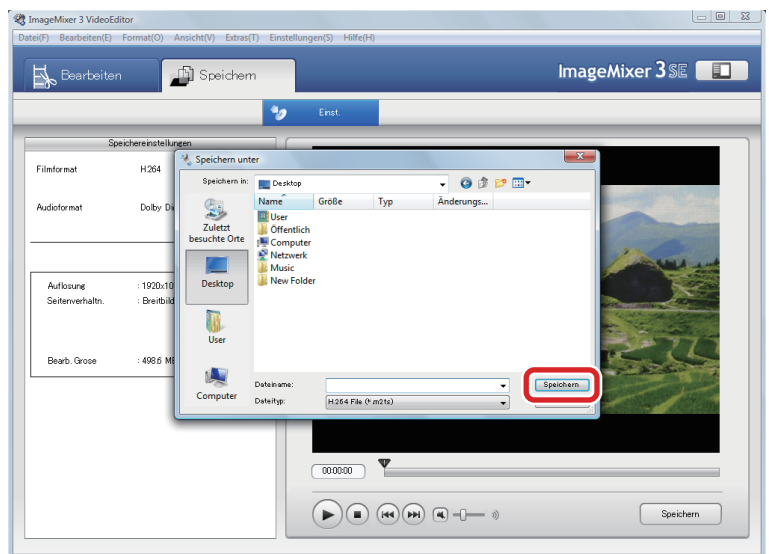 ImageMixer 3 VideoEditor
Datei(F) Bearbeiten(E) Format(O) Ansicht(V) Extras(T) Einstellungen(S) Hilfe(H)
Bearbeiten
Speichern
ImageMixer 3 SE
Einst.
Speichereinstellungen
Filmformat H.264
Audioformat Dolby Di
Auflosung : 1920x10
Seitenverhaltn. : Breitbild
Bearb. Grose : 498.6 MB
Speichern unter
Speichern in: Desktop
Name Größe Typ Änderungs...
Zuletzt besuchte Orte
Desktop
User
Computer
User
Öffentlich
Computer
Netzwerk
Music
New Folder
Dateiname: Speichern
Dateityp: H.264 File (*.m2ts)
00:00:00
Speichern